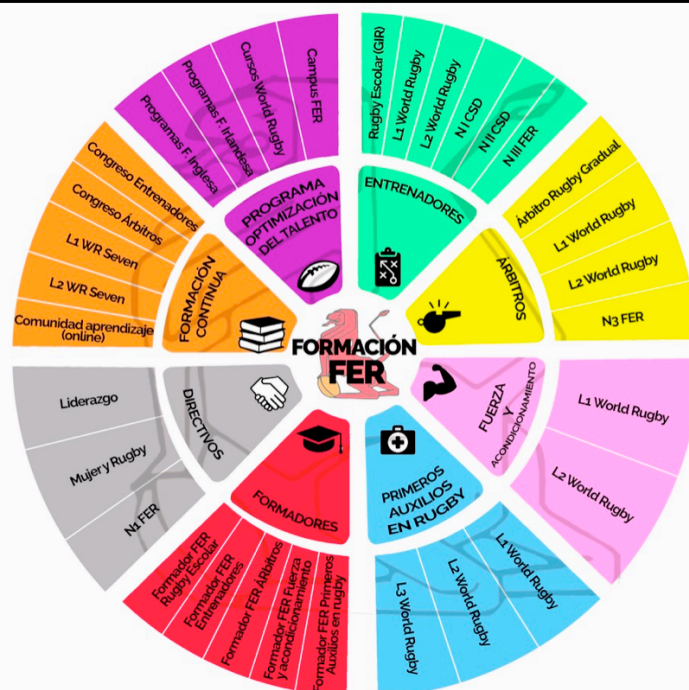 FORMACIÓN
FER
ENTRENADORES
Rugby Escolar (GIR)
L1 World Rugby
L2 World Rugby
N I CSD
N II CSD
N III FER
ÁRBITROS
Árbitro Rugby Gradual
L1 World Rugby
L2 World Rugby
N3 FER
FUERZA
Y
ACONDICIONAMIENTO
L1 World Rugby
L2 World Rugby
PRIMEROS
AUXILIOS
EN RUGBY
L1 World Rugby
L2 World Rugby
L3 World Rugby
FORMADORES
Formador FER Primeros
Auxilios en rugby
Formador FER Fuerza
y acondicionamiento
Formador FER ÁRbitros
Formador FER
Entrenadores
Formador FER
Rugby Escolar
DIRECTIVOS
N1 FER
Mujer y Rugby
Liderazgo
FORMACIÓN
CONTINUA
Comunidad aprendizaje
(online)
L2 WR Seven
L1 WR Seven
Congreso Árbitros
Congreso Entrenadores
PROGRAMA
OPTIMIZACIÓN
DEL TALENTO
Programas F. Inglesa
Programas F. Irlandesa
Cursos World Rugby
Campus FER